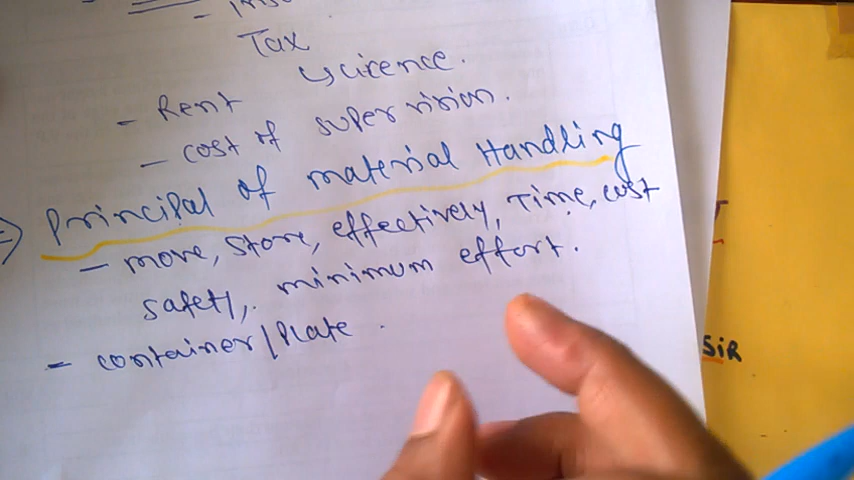 Tax
Licence.
- Rent
- cost of supervision.
=> Principal of material Handling
- move, store, effectively, Time, cost
safety, minimum effort.
- container/Plate
SIR